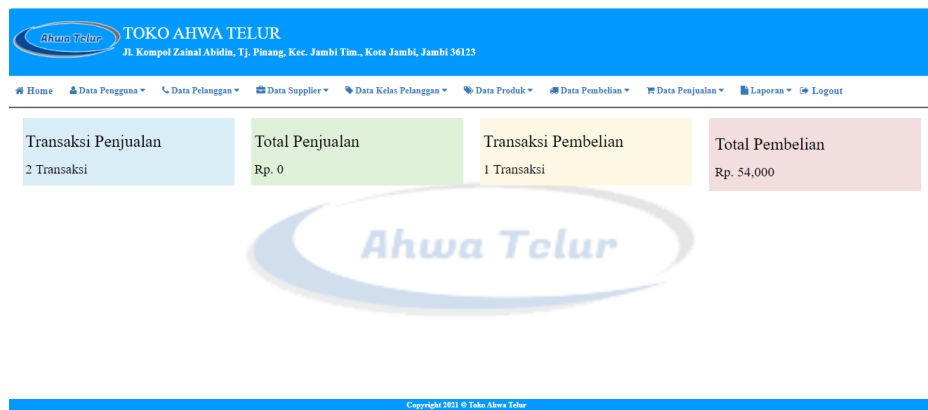 Ahwa Telur
TOKO AHWA TELUR
Jl. Kompol Zainal Abidin, Tj. Pinang, Kec. Jambi Tim., Kota Jambi, Jambi 36123
Home Data Pengguna Data Pelanggan Data Supplier Data Kelas Pelanggan Data Produk Data Pembelian Data Penjualan Laporan Logout
Transaksi Penjualan
2 Transaksi
Total Penjualan
Rp. 0
Transaksi Pembelian
1 Transaksi
Total Pembelian
Rp. 54,000
Ahwa Telur
Copyright 2021 © Toko Ahwa Telur